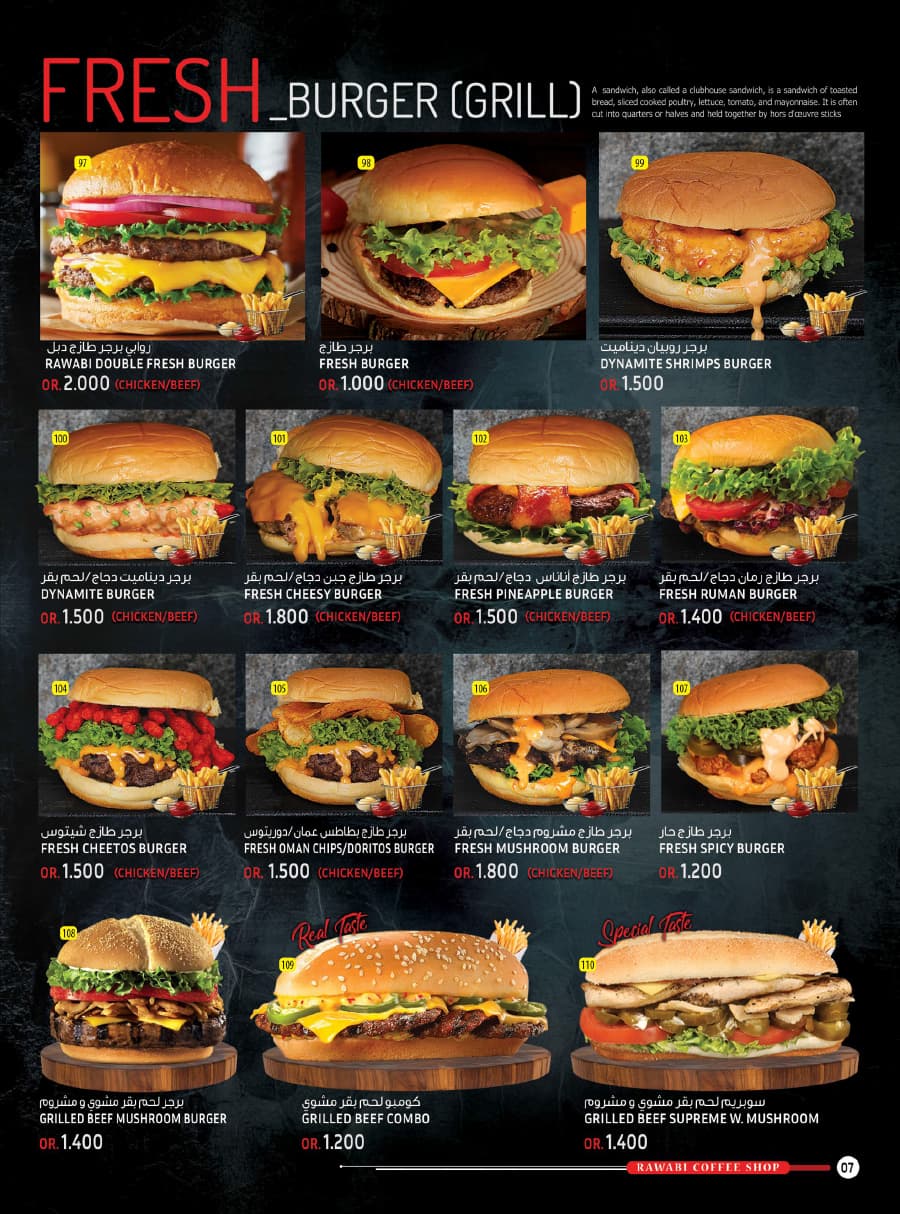 FRESH _BURGER (GRILL)
A sandwich, also called a clubhouse sandwich, is a sandwich of toasted
bread, sliced cooked poultry, lettuce, tomato, and mayonnaise. It is often
cut into quarters or halves and held together by hors d'œuvre sticks
97
روابي برجر طازج دبل
RAWABI DOUBLE FRESH BURGER
OR. 2.000 (CHICKEN/BEEF)
98
برجر طازج
FRESH BURGER
OR. 1.000 (CHICKEN/BEEF)
99
برجر روبيان ديناميت
DYNAMITE SHRIMPS BURGER
OR. 1.500
100
برجر ديناميت دجاج/لحم بقر
DYNAMITE BURGER
OR. 1.500 (CHICKEN/BEEF)
101
برجر طازج جبن دجاج/لحم بقر
FRESH CHEESY BURGER
OR. 1.800 (CHICKEN/BEEF)
102
برجر طازج أناناس دجاج/لحم بقر
FRESH PINEAPPLE BURGER
OR. 1.500 (CHICKEN/BEEF)
103
برجر طازج رمان دجاج/لحم بقر
FRESH RUMAN BURGER
OR. 1.400 (CHICKEN/BEEF)
104
برجر طازج شيتوس
FRESH CHEETOS BURGER
OR. 1.500 (CHICKEN/BEEF)
105
برجر طازج بطاطس عمان/دوريتوس
FRESH OMAN CHIPS/DORITOS BURGER
OR. 1.500 (CHICKEN/BEEF)
106
برجر طازج مشروم دجاج/لحم بقر
FRESH MUSHROOM BURGER
OR. 1.800 (CHICKEN/BEEF)
107
برجر طازج حار
FRESH SPICY BURGER
OR. 1.200
108
برجر لحم بقر مشوي و مشروم
GRILLED BEEF MUSHROOM BURGER
OR. 1.400
Real Taste
109
كومبو لحم بقر مشوي
GRILLED BEEF COMBO
OR. 1.200
Special Taste
110
سوبريم لحم بقر مشوي و مشروم
GRILLED BEEF SUPREME W. MUSHROOM
OR. 1.400
RAWABI COFFEE SHOP 07